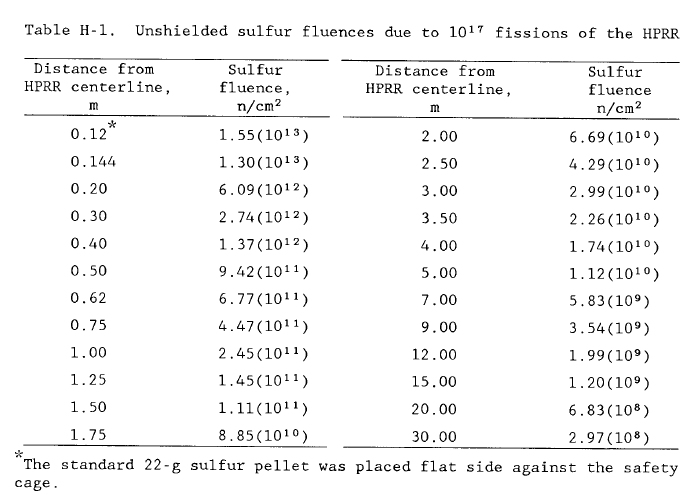 Table H-1. Unshielded sulfur fluences due to 10¹⁷ fissions of the HPRR
Distance from Sulfur Distance from Sulfur
HPRR centerline, fluence, HPRR centerline, fluence
m n/cm² m n/cm²
0.12* 1.55(10¹³) 2.00 6.69(10¹⁰)
0.144 1.30(10¹³) 2.50 4.29(10¹⁰)
0.20 6.09(10¹²) 3.00 2.99(10¹⁰)
0.30 2.74(10¹²) 3.50 2.26(10¹⁰)
0.40 1.37(10¹²) 4.00 1.74(10¹⁰)
0.50 9.42(10¹¹) 5.00 1.12(10¹⁰)
0.62 6.77(10¹¹) 7.00 5.83(10⁹)
0.75 4.47(10¹¹) 9.00 3.54(10⁹)
1.00 2.45(10¹¹) 12.00 1.99(10⁹)
1.25 1.45(10¹¹) 15.00 1.20(10⁹)
1.50 1.11(10¹¹) 20.00 6.83(10⁸)
1.75 8.85(10¹⁰) 30.00 2.97(10⁸)
*The standard 22-g sulfur pellet was placed flat side against the safety
cage.